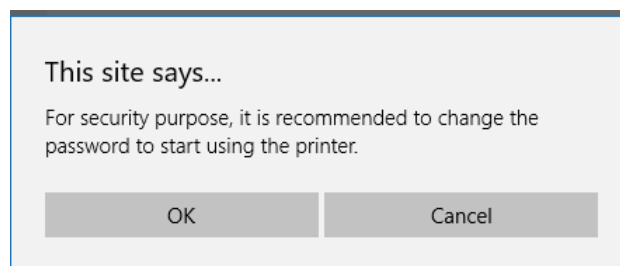 This site says...
For security purpose, it is recommended to change the
password to start using the printer.
OK
Cancel